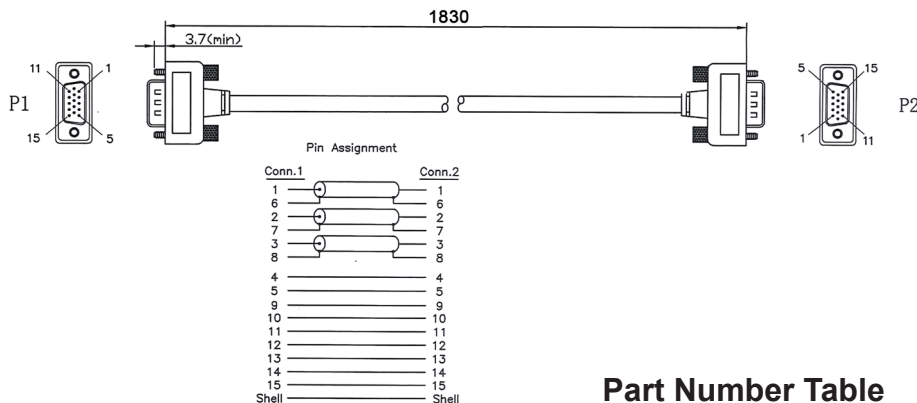 1830
3.7(min)
11 1
P1
15 5
5 15
P2
1 11
Pin Assignment
Conn.1 Conn.2
1 1
6 6
2 2
7 7
3 3
8 8
4 4
5 5
9 9
10 10
11 11
12 12
13 13
14 14
15 15
Shell Shell
Part Number Table